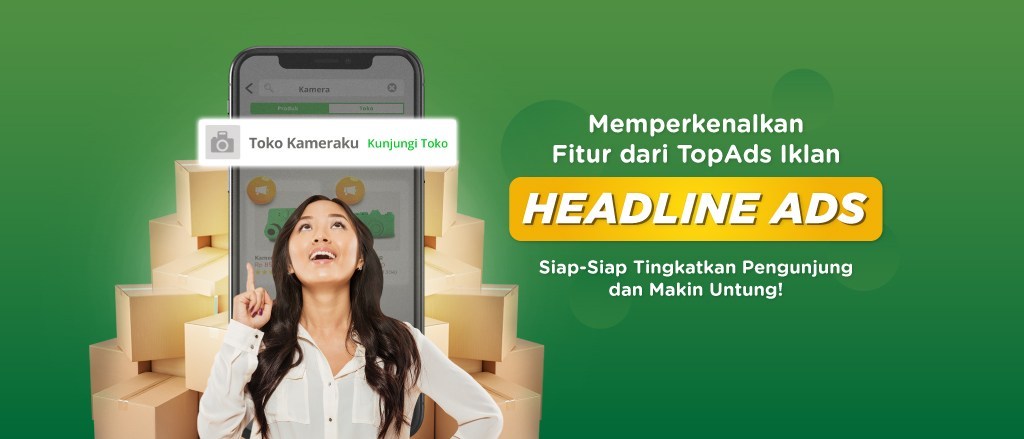 Kamera
Produk
Toko
Toko Kameraku Kunjungi Toko
Memperkenalkan
Fitur dari TopAds Iklan
HEADLINE ADS
Siap-Siap Tingkatkan Pengunjung
dan Makin Untung!